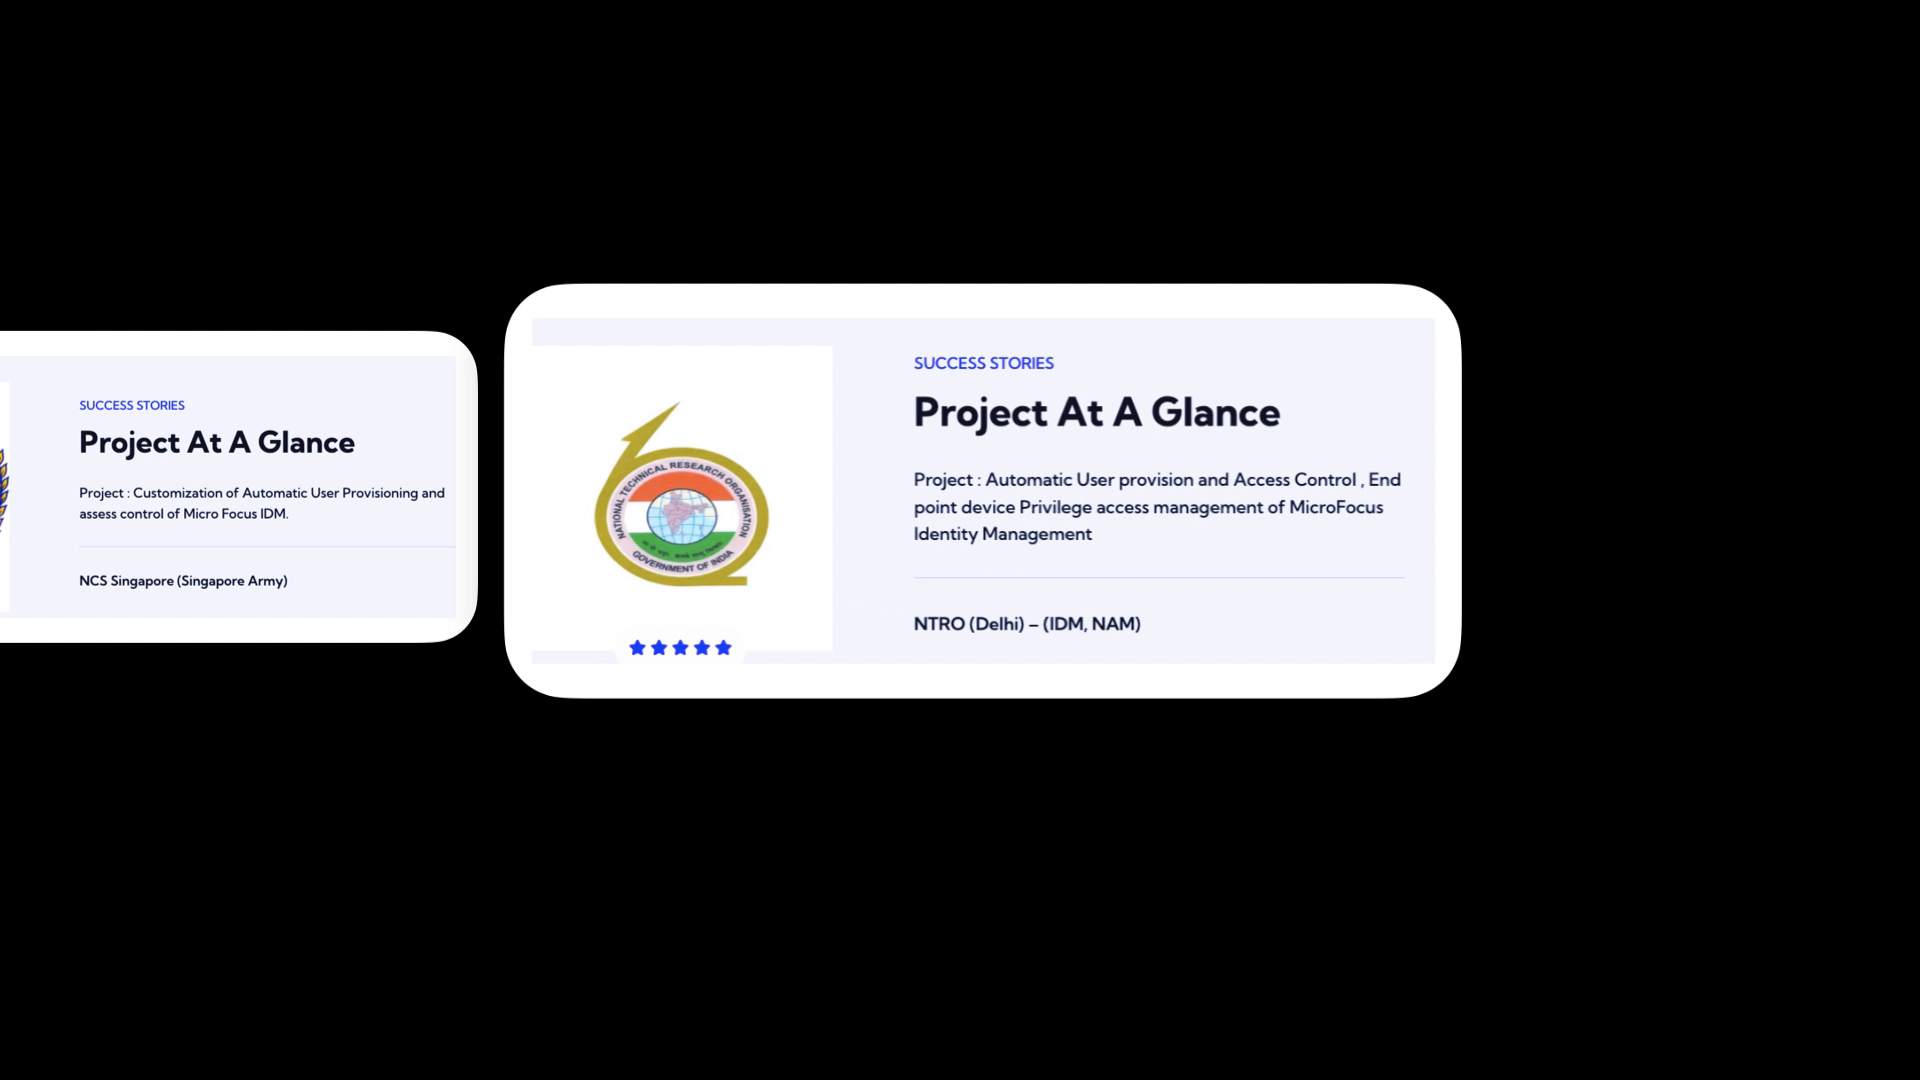 SUCCESS STORIES
Project At A Glance
Project : Customization of Automatic User Provisioning and
assess control of Micro Focus IDM.
NCS Singapore (Singapore Army)
NATIONAL TECHNICAL RESEARCH ORGANISATION
GOVERNMENT OF INDIA
SUCCESS STORIES
Project At A Glance
Project : Automatic User provision and Access Control , End
point device Privilege access management of MicroFocus
Identity Management
NTRO (Delhi) – (IDM, NAM)